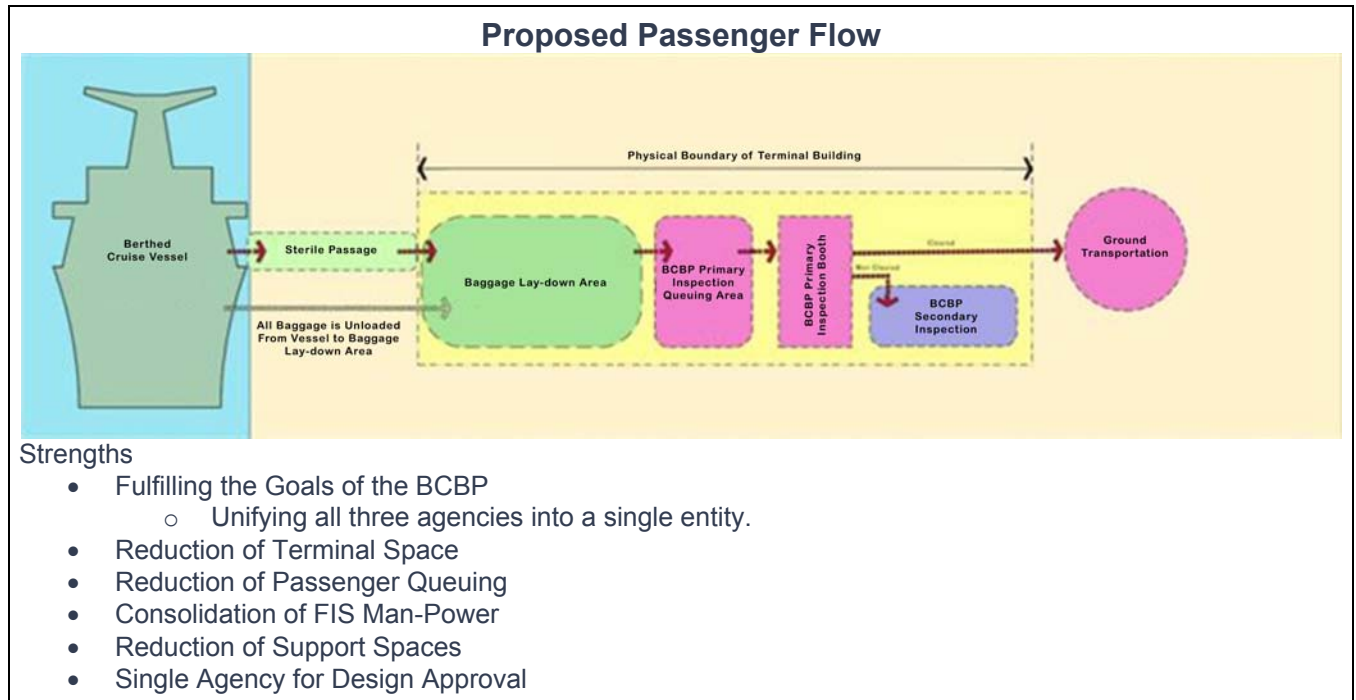 Proposed Passenger Flow
Physical Boundary of Terminal Building
Berthed
Cruise Vessel
Sterile Passage
Baggage Lay-down Area
BCBP Primary
Inspection
Queuing Area
BCBP Primary
Inspection Booth
Cleared
Non Cleared
BCBP
Secondary
Inspection
Ground
Transportation
All Baggage is Unloaded
From Vessel to Baggage
Lay-down Area
Strengths
• Fulfilling the Goals of the BCBP
o Unifying all three agencies into a single entity.
• Reduction of Terminal Space
• Reduction of Passenger Queuing
• Consolidation of FIS Man-Power
• Reduction of Support Spaces
• Single Agency for Design Approval